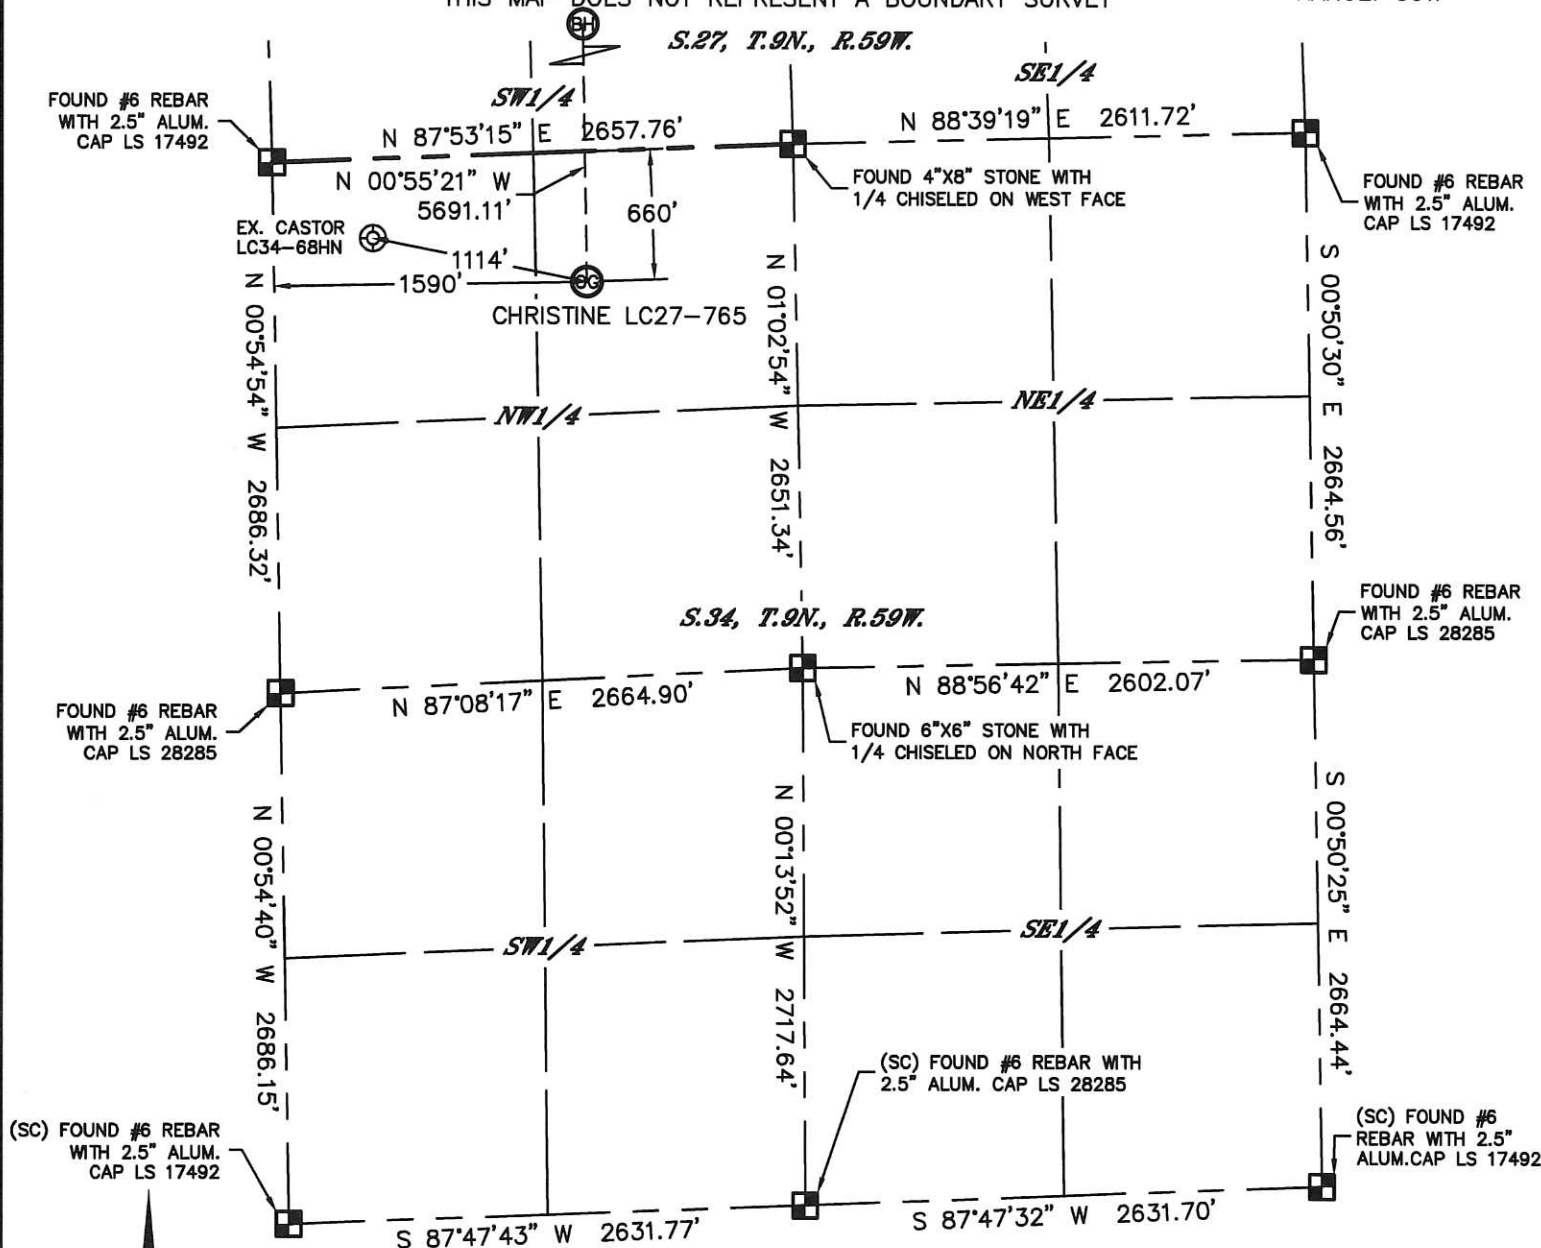 THIS MAP DOES NOT REPRESENT A BOUNDARY SURVEY
BH
S.27, T.9N., R.59W.
SW1/4
SE1/4
FOUND #6 REBAR
WITH 2.5" ALUM.
CAP LS 17492
N 87°53'15" E 2657.76'
N 88°39'19" E 2611.72'
N 00°55'21" W
5691.11'
660'
FOUND 4"X8" STONE WITH
1/4 CHISELED ON WEST FACE
FOUND #6 REBAR
WITH 2.5" ALUM.
CAP LS 17492
EX. CASTOR
LC34-68HN
1114'
1590'
CHRISTINE LC27-765
N 00°54'54" W 2686.32'
N 01°02'54" W 2651.34'
S 00°50'30" E 2664.56'
NW1/4
NE1/4
S.34, T.9N., R.59W.
FOUND #6 REBAR
WITH 2.5" ALUM.
CAP LS 28285
N 87°08'17" E 2664.90'
N 88°56'42" E 2602.07'
FOUND #6 REBAR
WITH 2.5" ALUM.
CAP LS 28285
FOUND 6"X6" STONE WITH
1/4 CHISELED ON NORTH FACE
N 00°54'40" W 2686.15'
N 00°13'52" W 2717.64'
S 00°50'25" E 2664.44'
SW1/4
SE1/4
(SC) FOUND #6 REBAR WITH
2.5" ALUM. CAP LS 28285
(SC) FOUND #6 REBAR
WITH 2.5" ALUM.
CAP LS 17492
(SC) FOUND #6
REBAR WITH 2.5"
ALUM.CAP LS 17492
S 87°47'43" W 2631.77'
S 87°47'32" W 2631.70'